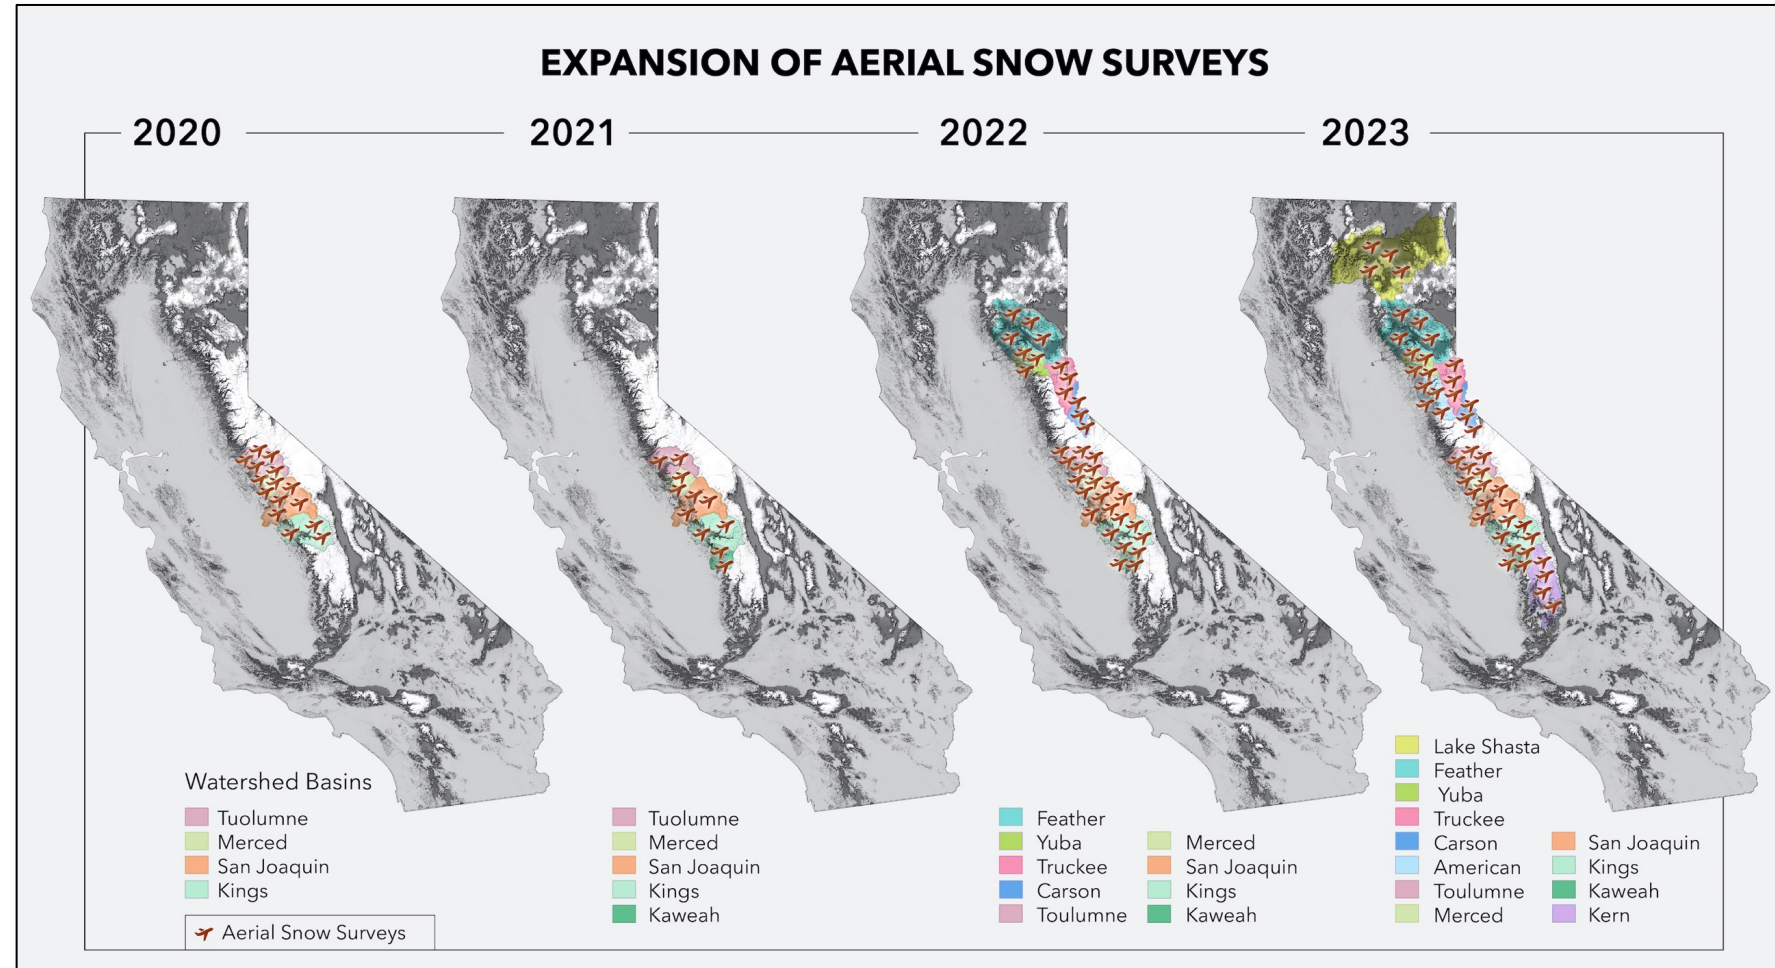 EXPANSION OF AERIAL SNOW SURVEYS
2020
2021
2022
2023
Watershed Basins
Tuolumne
Merced
San Joaquin
Kings
Aerial Snow Surveys
Tuolumne
Merced
San Joaquin
Kings
Kaweah
Feather
Yuba
Truckee
Carson
Toulumne
Merced
San Joaquin
Kings
Kaweah
Lake Shasta
Feather
Yuba
Truckee
Carson
American
Toulumne
Merced
San Joaquin
Kings
Kaweah
Kern